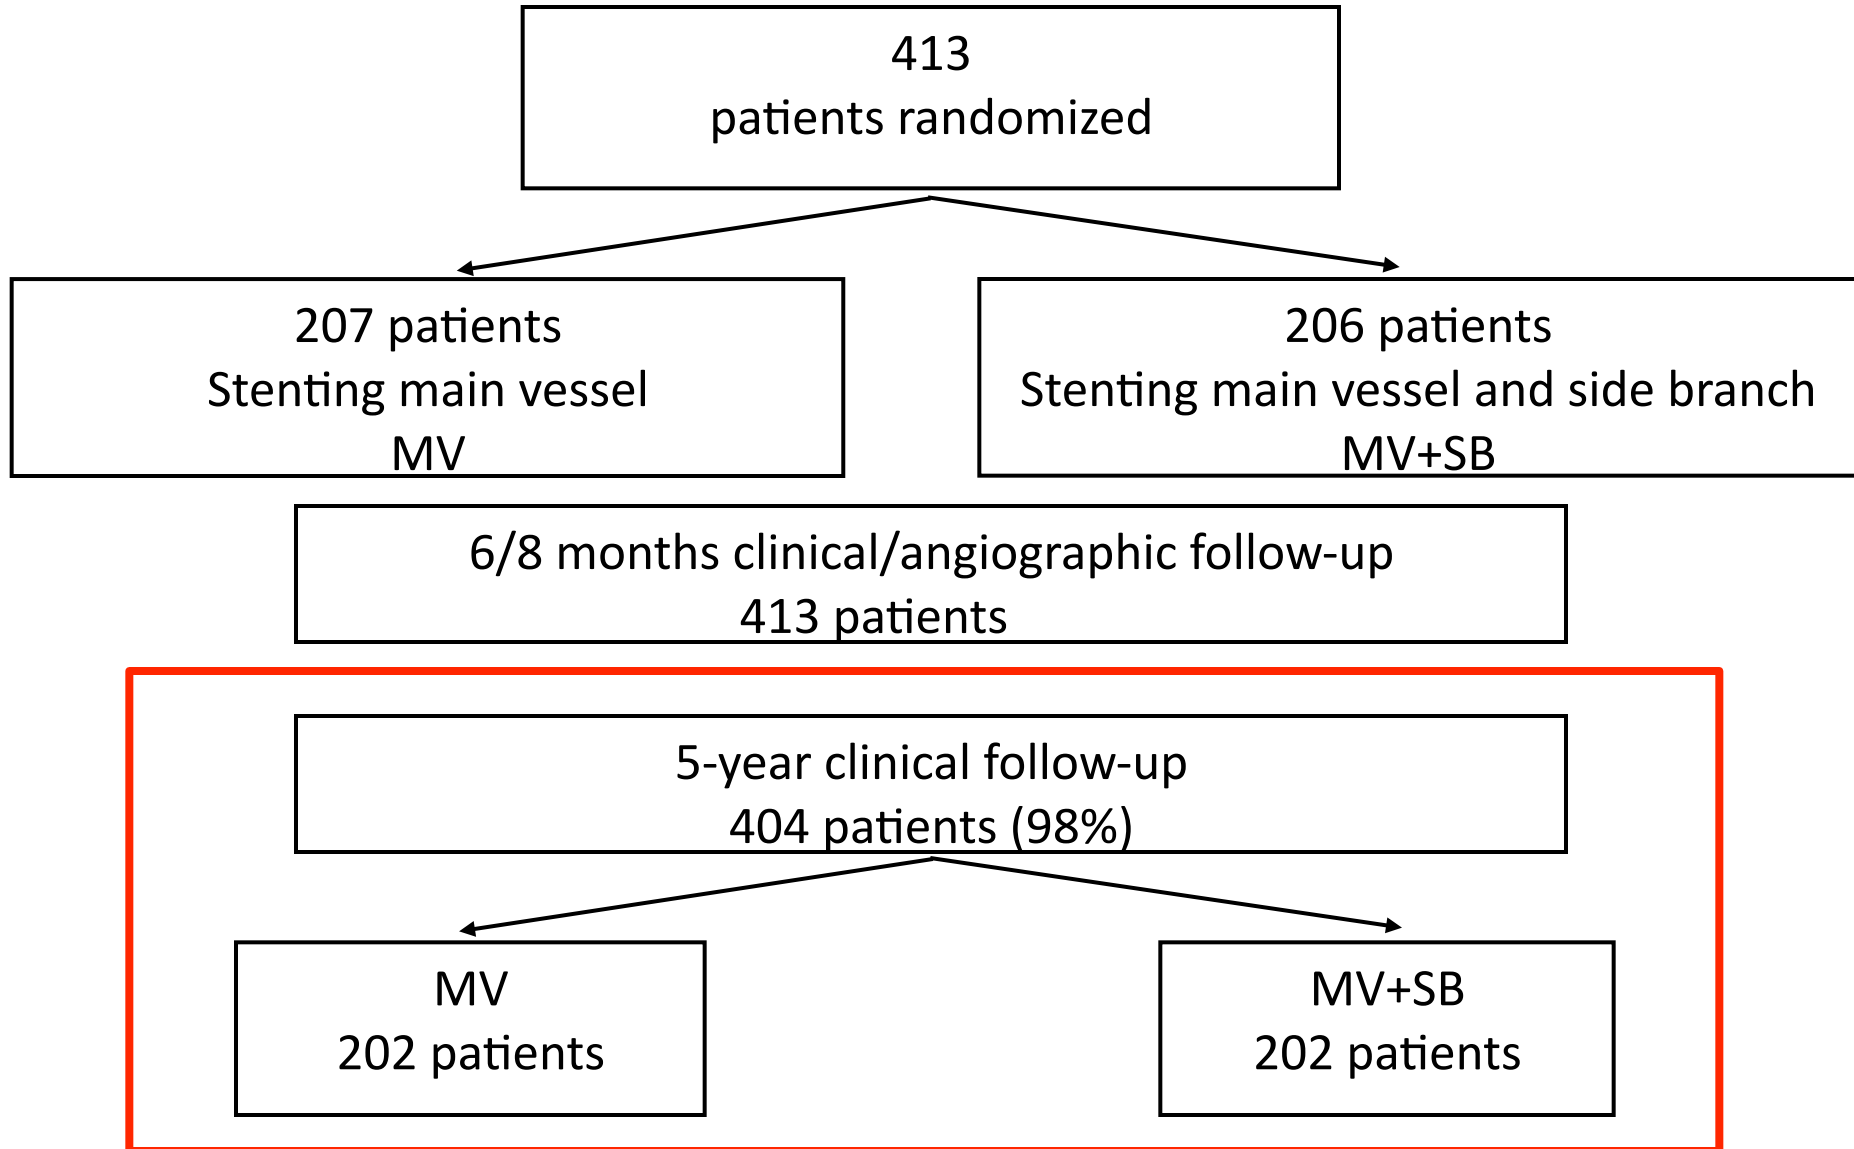 413
patients randomized
207 patients
Stenting main vessel
MV
206 patients
Stenting main vessel and side branch
MV+SB
6/8 months clinical/angiographic follow-up
413 patients
5-year clinical follow-up
404 patients (98%)
MV
202 patients
MV+SB
202 patients